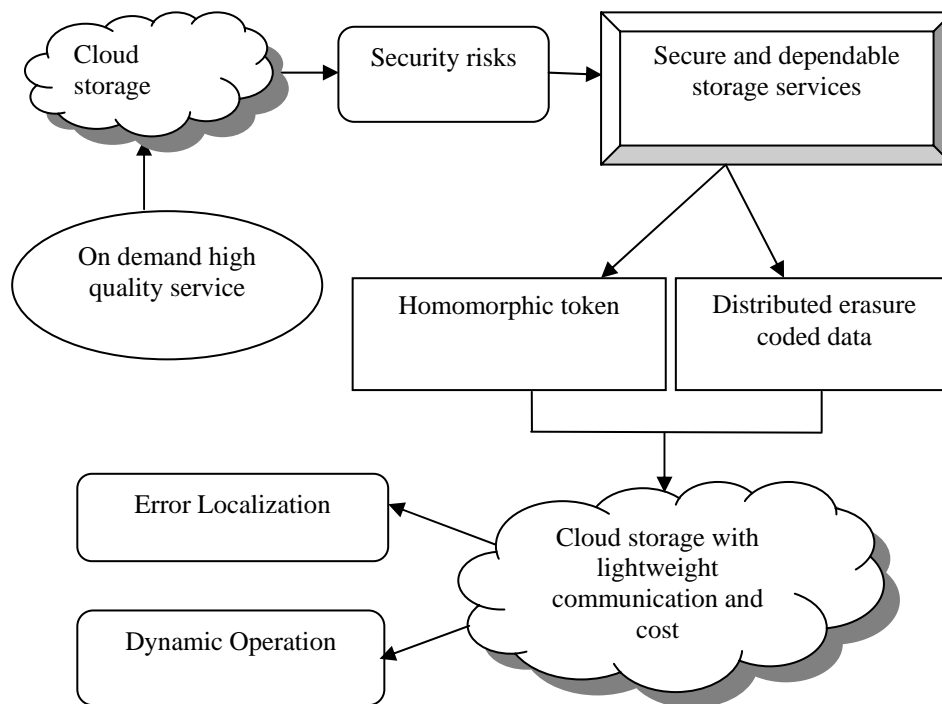 Cloud
storage
Security risks
Secure and dependable
storage services
On demand high
quality service
Homomorphic token
Distributed erasure
coded data
Error Localization
Cloud storage with
lightweight
communication and
cost
Dynamic Operation